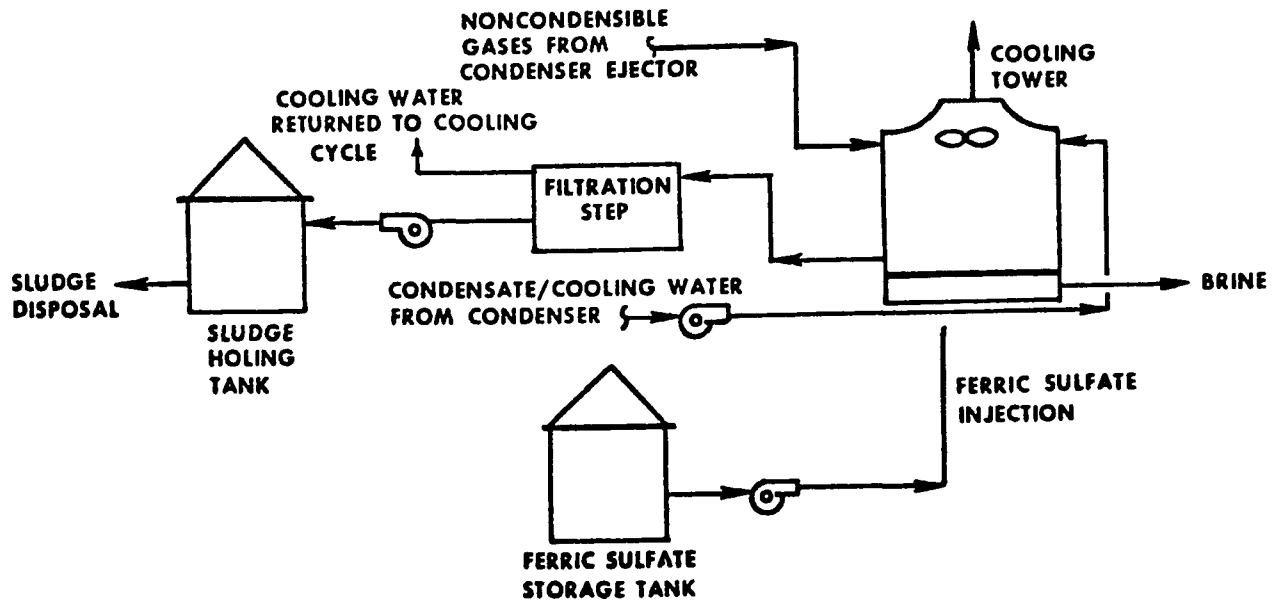 NONCONDENSIBLE
GASES FROM
CONDENSER EJECTOR
COOLING
TOWER
COOLING WATER
RETURNED TO COOLING
CYCLE
FILTRATION
STEP
SLUDGE
DISPOSAL
CONDENSATE/COOLING WATER
FROM CONDENSER
BRINE
SLUDGE
HOLING
TANK
FERRIC SULFATE
INJECTION
FERRIC SULFATE
STORAGE TANK